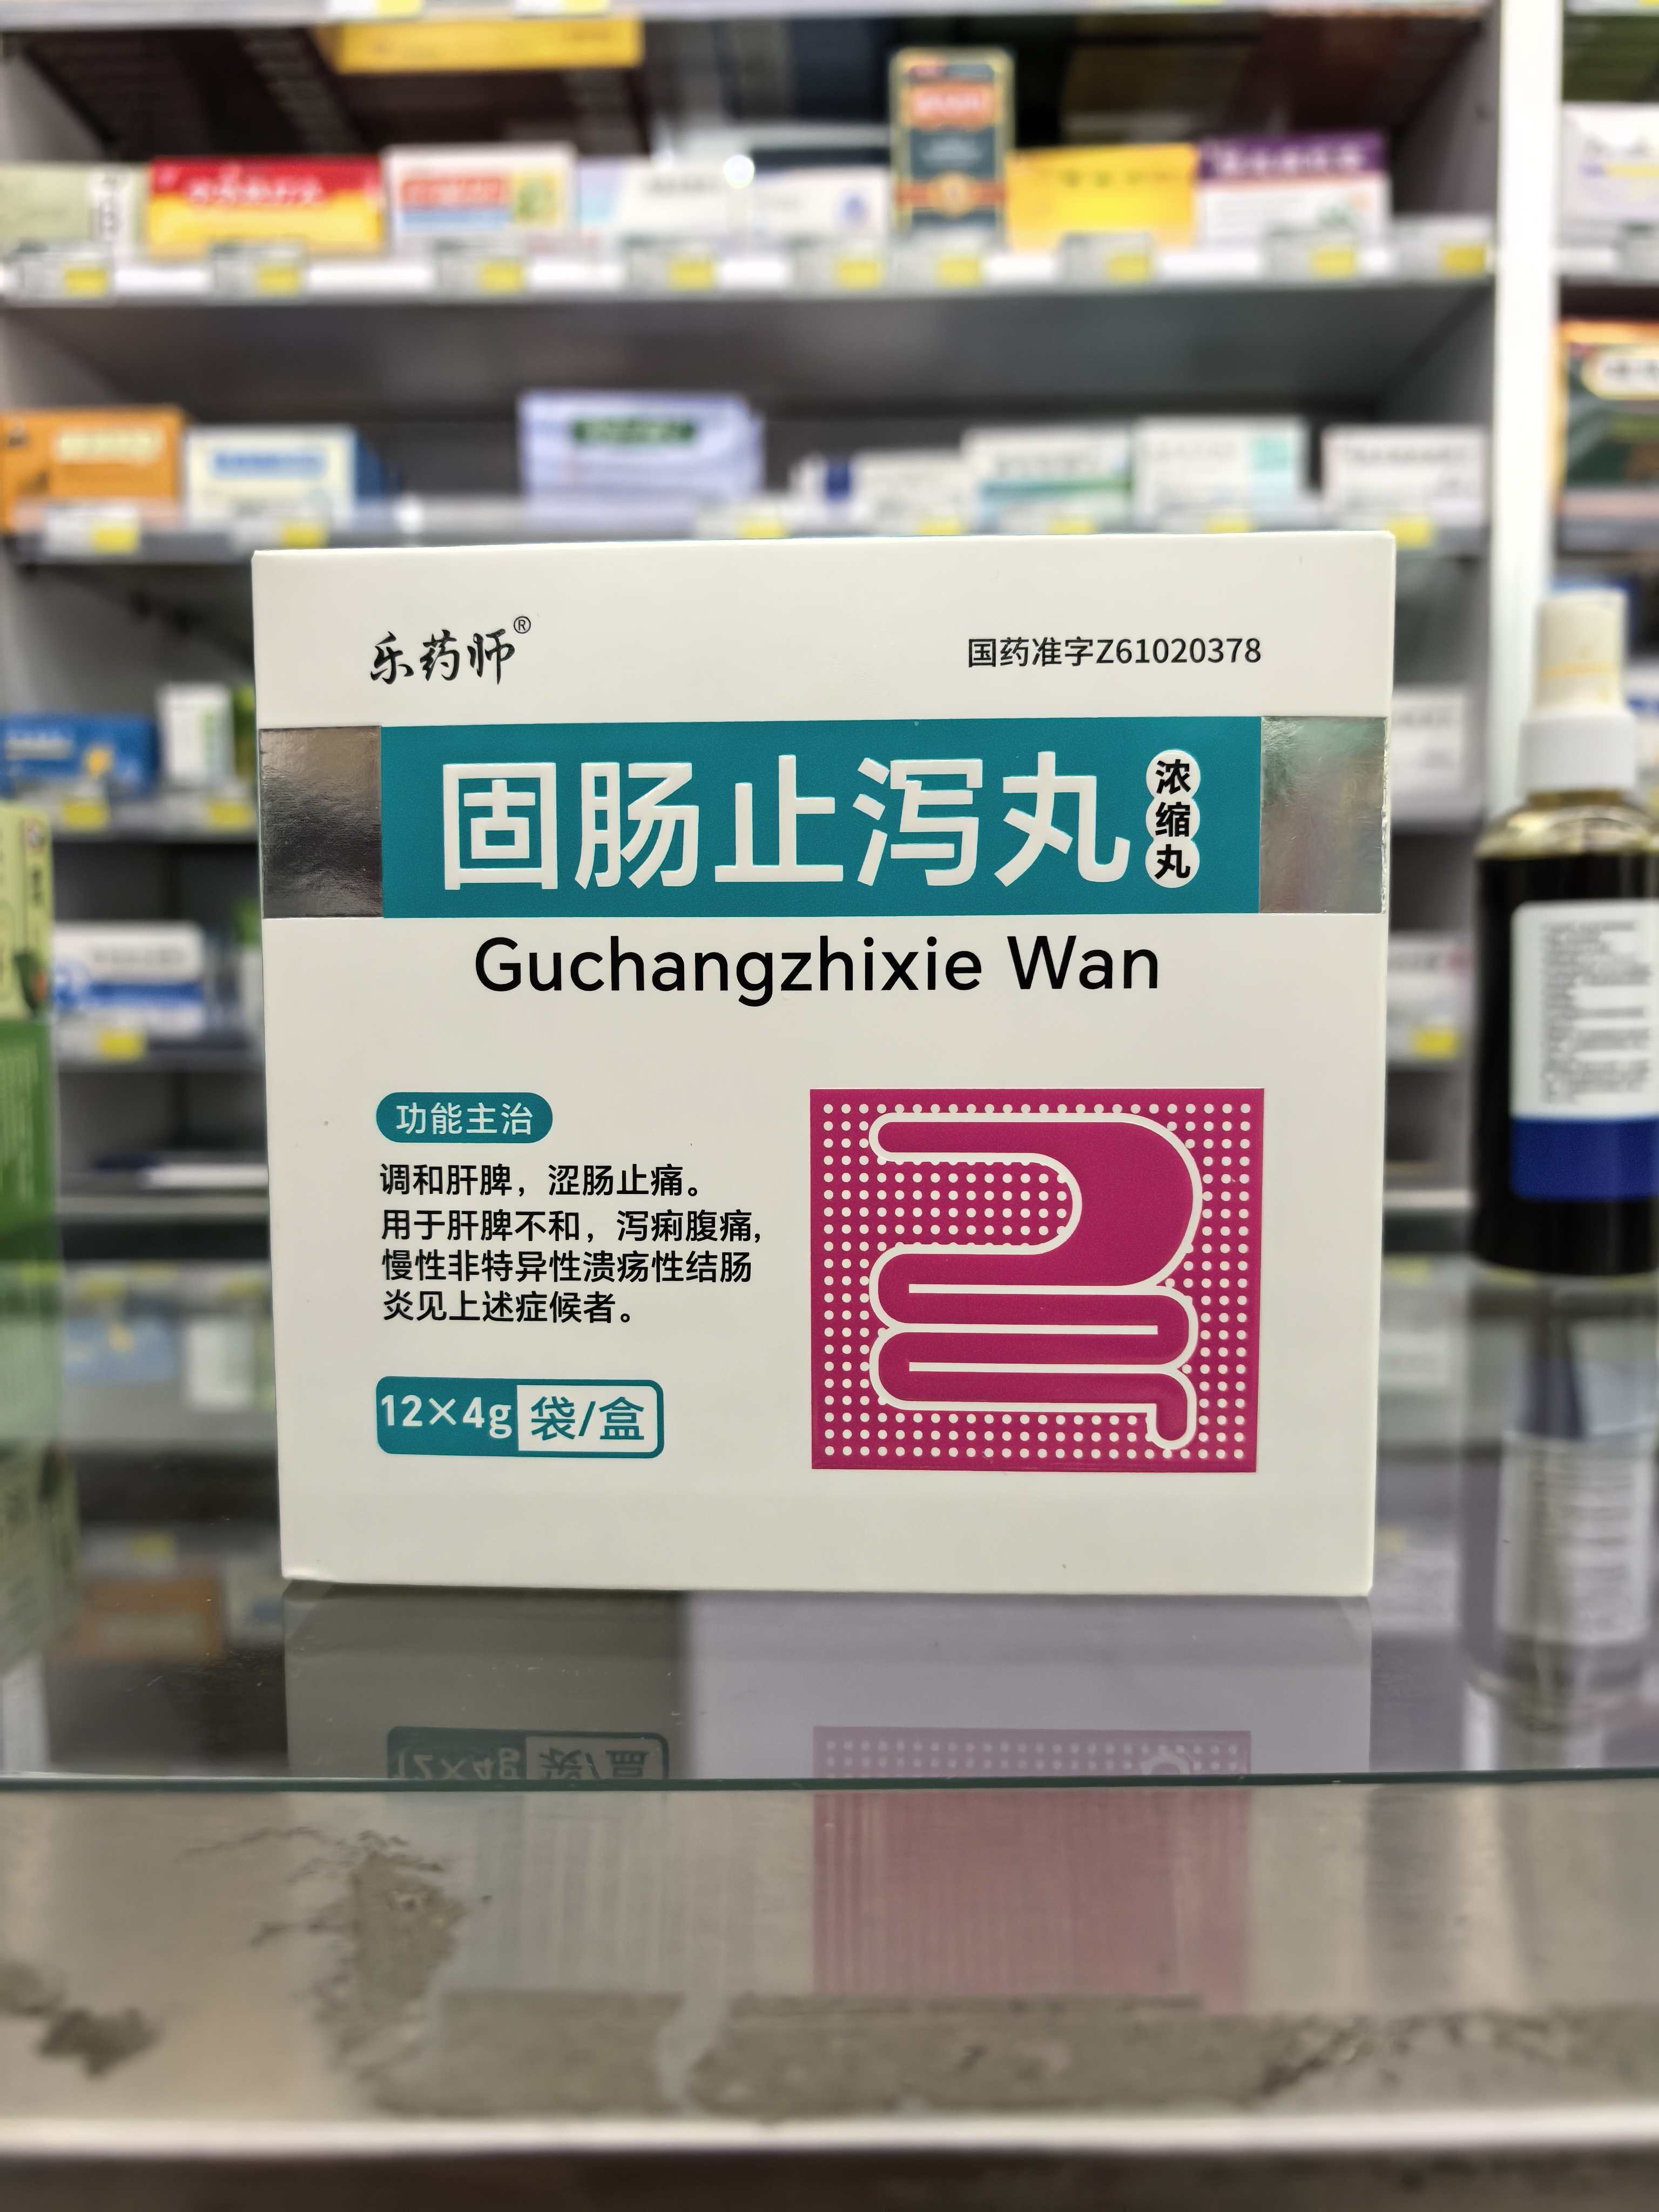 乐药师®
国药准字Z61020378
固肠止泻丸
浓缩丸
Guchangzhixie Wan
功能主治
调和肝脾，涩肠止痛。
用于肝脾不和，泻痢腹痛，
慢性非特异性溃疡性结肠
炎见上述症候者。
12×4g 袋/盒